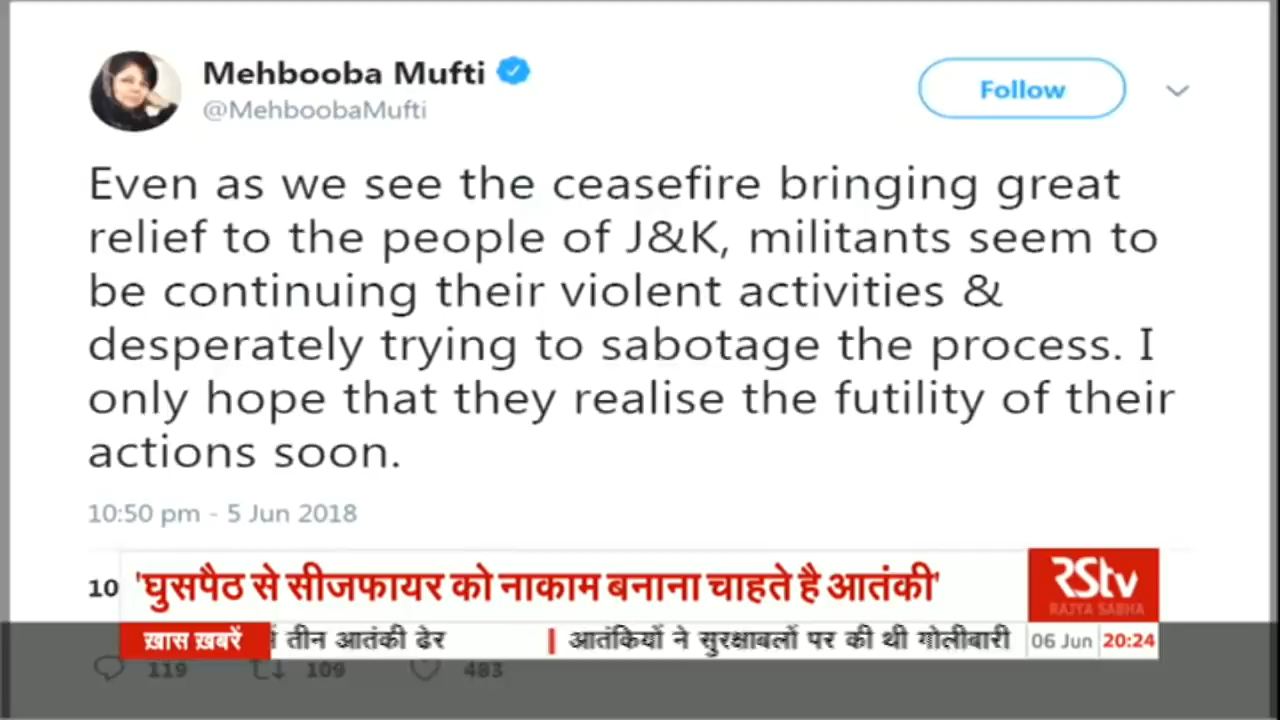 Mehbooba Mufti
@MehboobaMufti
Follow
Even as we see the ceasefire bringing great
relief to the people of J&K, militants seem to
be continuing their violent activities &
desperately trying to sabotage the process. I
only hope that they realise the futility of their
actions soon.
10:50 pm - 5 Jun 2018
10
'घुसपैठ से सीजफायर को नाकाम बनाना चाहते है आतंकी'
RStv
RAJYA SABHA
ख़ास ख़बरें
तीन आतंकी ढेर | आतंकियों ने सुरक्षाबलों पर की थी गोलीबारी
06 Jun 20:24
119 109 483